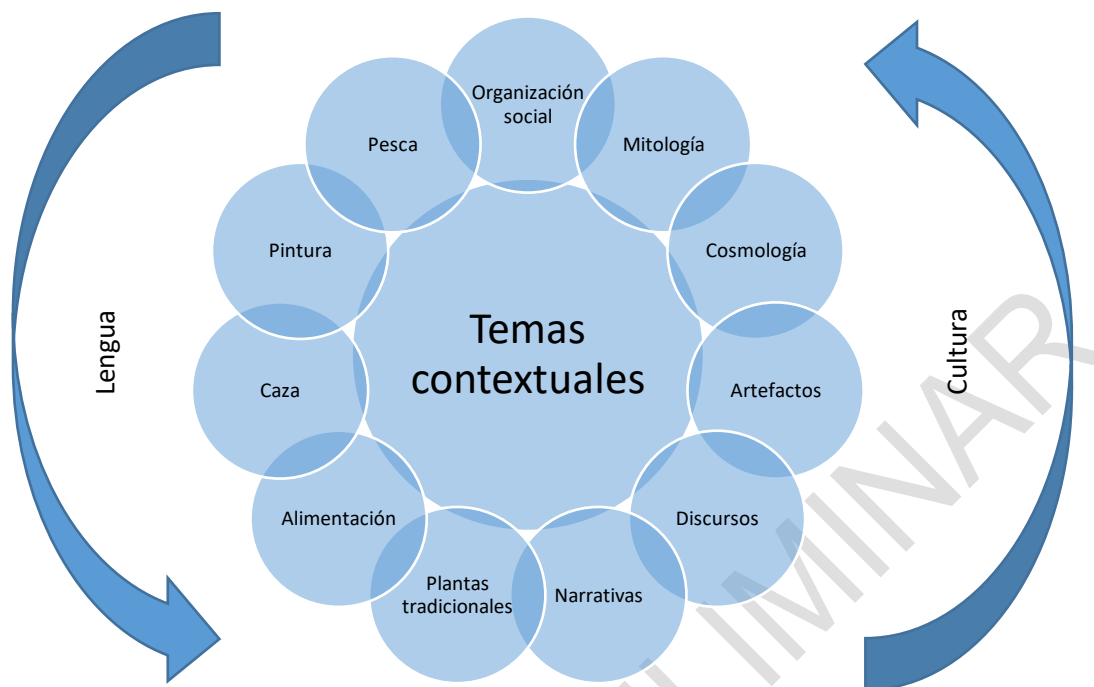 Organización
social
Mitología
Cosmología
Artefactos
Discursos
Narrativas
Plantas
tradicionales
Alimentación
Caza
Pintura
Pesca
Temas
contextuales
Lengua
Cultura